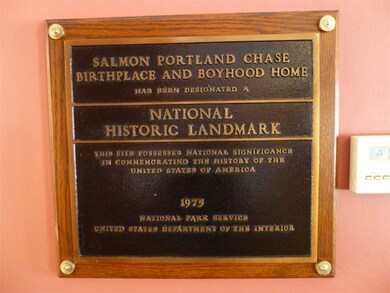 SALMON PORTLAND CHASE
BIRTHPLACE AND BOYHOOD HOME
HAS BEEN DESIGNATED A
NATIONAL
HISTORIC LANDMARK
THIS SITE POSSESSES NATIONAL SIGNIFICANCE
IN COMMEMORATING THE HISTORY OF THE
UNITED STATES OF AMERICA
1975
NATIONAL PARK SERVICE
UNITED STATES DEPARTMENT OF THE INTERIOR